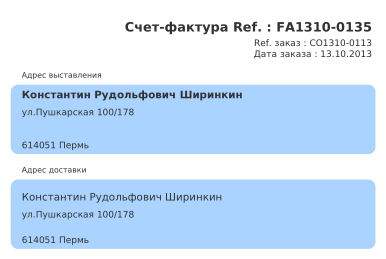 Счет-фактура Ref. : FA1310-0135
Ref. заказ : CO1310-0113
Дата заказа : 13.10.2013
Адрес выставления
Константин Рудольфович Ширинкин
ул.Пушкарская 100/178
614051 Пермь
Адрес доставки
Константин Рудольфович Ширинкин
ул.Пушкарская 100/178
614051 Пермь